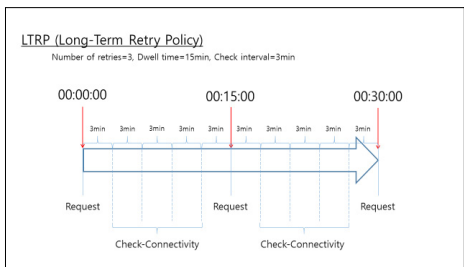 LTRP (Long-Term Retry Policy)
Number of retries=3, Dwell time=15min, Check interval=3min
00:00:00 00:15:00 00:30:00
3min 3min 3min 3min 3min 3min 3min 3min 3min 3min
Request Request Request
Check-Connectivity Check-Connectivity